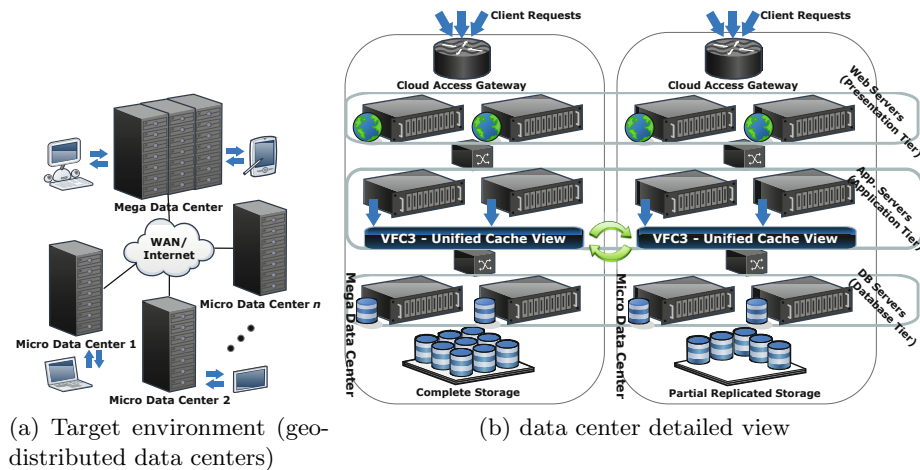 Mega Data Center
WAN/
Internet
Micro Data Center n
Micro Data Center 1
Micro Data Center 2
(a) Target environment (geo-
distributed data centers)
Client Requests
Cloud Access Gateway
VFC3 – Unified Cache View
Mega Data Center
Complete Storage
Client Requests
Cloud Access Gateway
VFC3 – Unified Cache View
Micro Data Center
Partial Replicated Storage
Web Servers
(Presentation Tier)
App. Servers
(Application Tier)
DB Servers
(Database Tier)
(b) data center detailed view